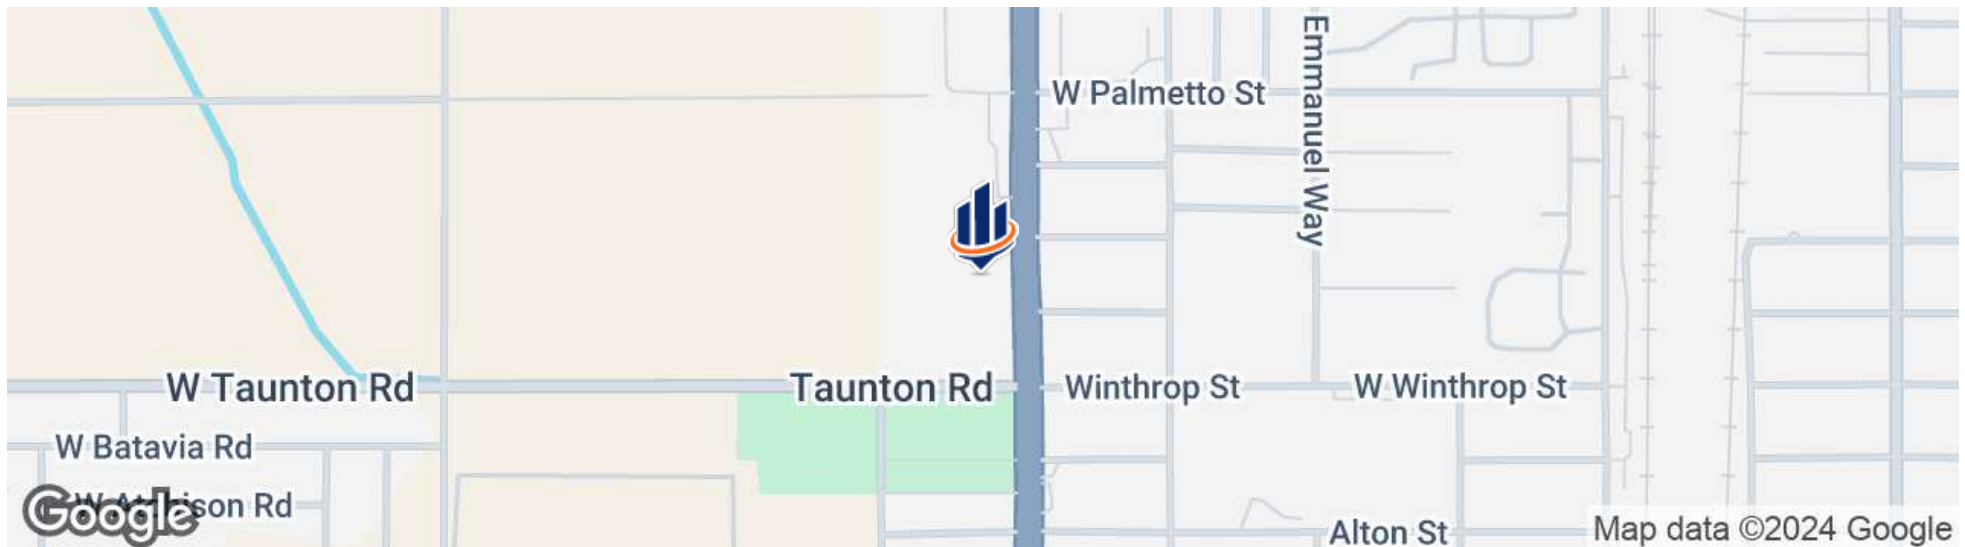 W Palmetto St
Emmanuel Way
W Taunton Rd
Taunton Rd
Winthrop St
W Winthrop St
W Batavia Rd
W Atchison Rd
Google
Alton St
Map data ©2024 Google